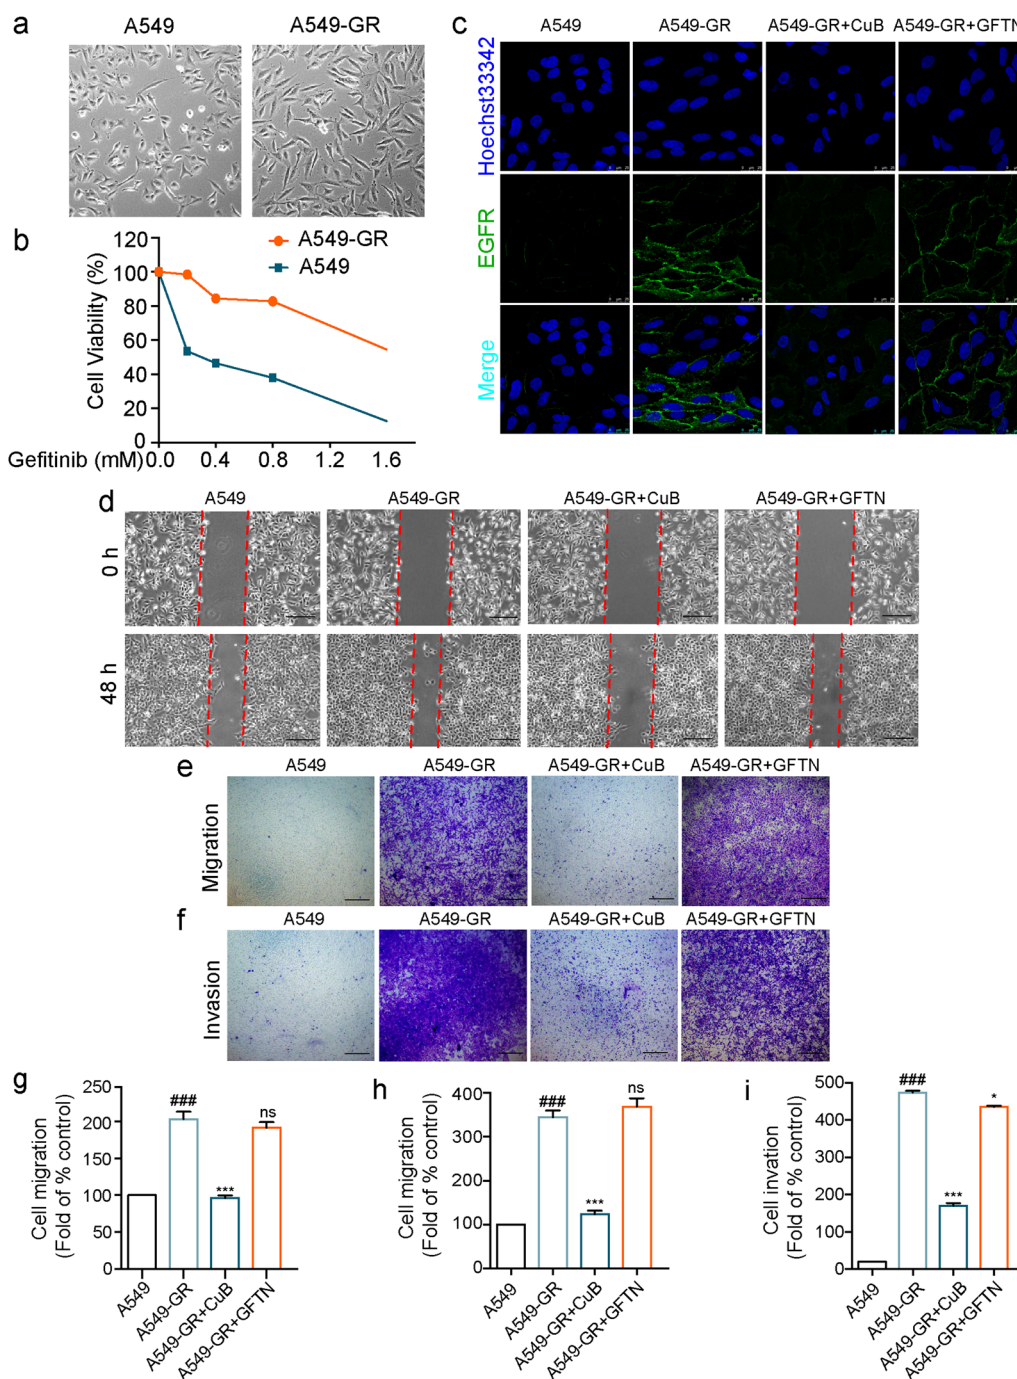 a
A549
A549-GR
b
120
100
80
60
40
20
0
Cell Viability (%)
A549-GR
A549
Gefitinib (mM)
0.0
0.4
0.8
1.2
1.6
c
A549
A549-GR
A549-GR+CuB
A549-GR+GFTN
Hoechst33342
EGFR
Merge
d
A549
A549-GR
A549-GR+CuB
A549-GR+GFTN
0 h
48 h
e
A549
A549-GR
A549-GR+CuB
A549-GR+GFTN
Migration
f
A549
A549-GR
A549-GR+CuB
A549-GR+GFTN
Invasion
g
Cell migration
(Fold of % control)
250
200
150
100
50
0
###
***
ns
A549
A549-GR
A549-GR+CuB
A549-GR+GFTN
h
Cell migration
(Fold of % control)
400
300
200
100
0
###
***
ns
A549
A549-GR
A549-GR+CuB
A549-GR+GFTN
i
Cell invation
(Fold of % control)
500
400
300
200
100
0
###
***
*
A549
A549-GR
A549-GR+CuB
A549-GR+GFTN